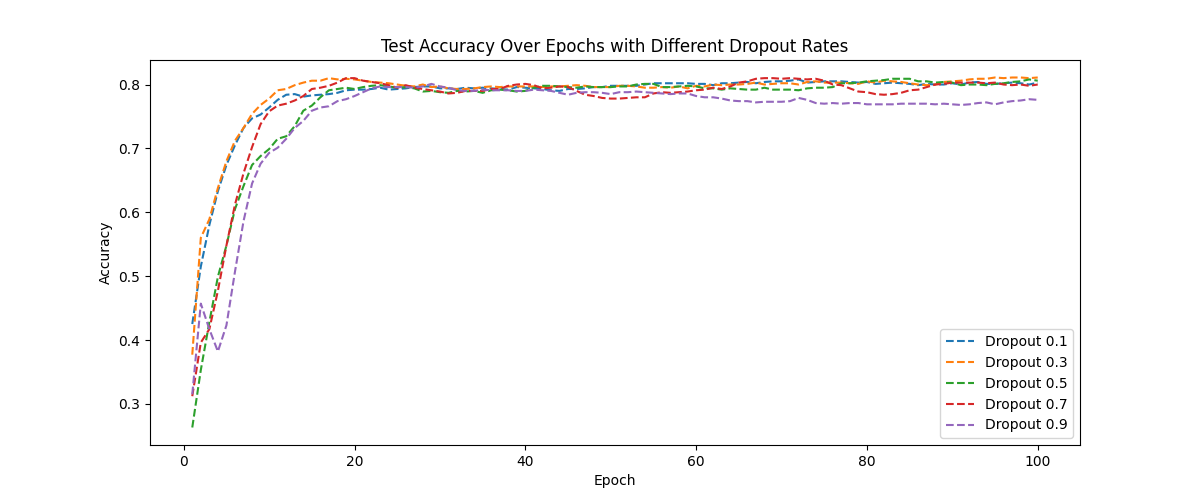 Test Accuracy Over Epochs with Different Dropout Rates
Accuracy
0.8
0.7
0.6
0.5
0.4
0.3
0 20 40 60 80 100
Epoch
Dropout 0.1
Dropout 0.3
Dropout 0.5
Dropout 0.7
Dropout 0.9